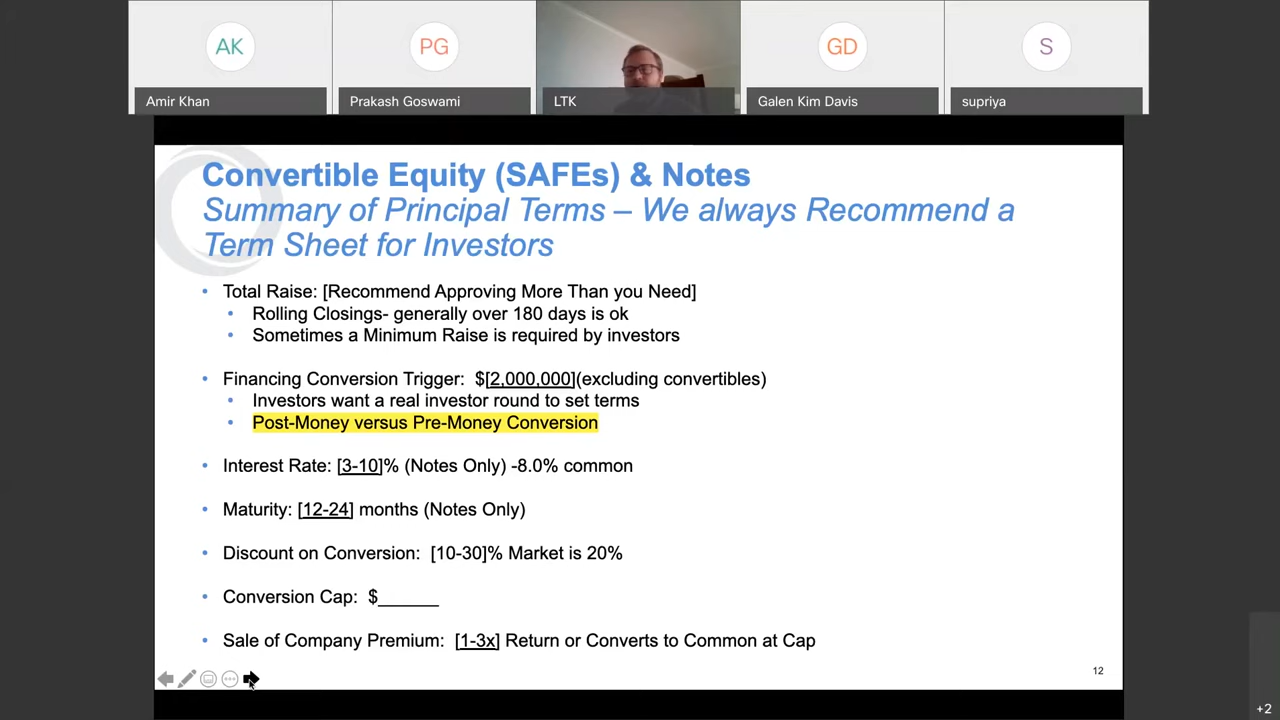 AK
PG
GD
S
Amir Khan
Prakash Goswami
LTK
Galen Kim Davis
supriya
Convertible Equity (SAFEs) & Notes
Summary of Principal Terms – We always Recommend a
Term Sheet for Investors
• Total Raise: [Recommend Approving More Than you Need]
• Rolling Closings- generally over 180 days is ok
• Sometimes a Minimum Raise is required by investors
• Financing Conversion Trigger: $[2,000,000](excluding convertibles)
• Investors want a real investor round to set terms
• Post-Money versus Pre-Money Conversion
• Interest Rate: [3-10]% (Notes Only) -8.0% common
• Maturity: [12-24] months (Notes Only)
• Discount on Conversion: [10-30]% Market is 20%
• Conversion Cap: $______
• Sale of Company Premium: [1-3x] Return or Converts to Common at Cap
12
+2